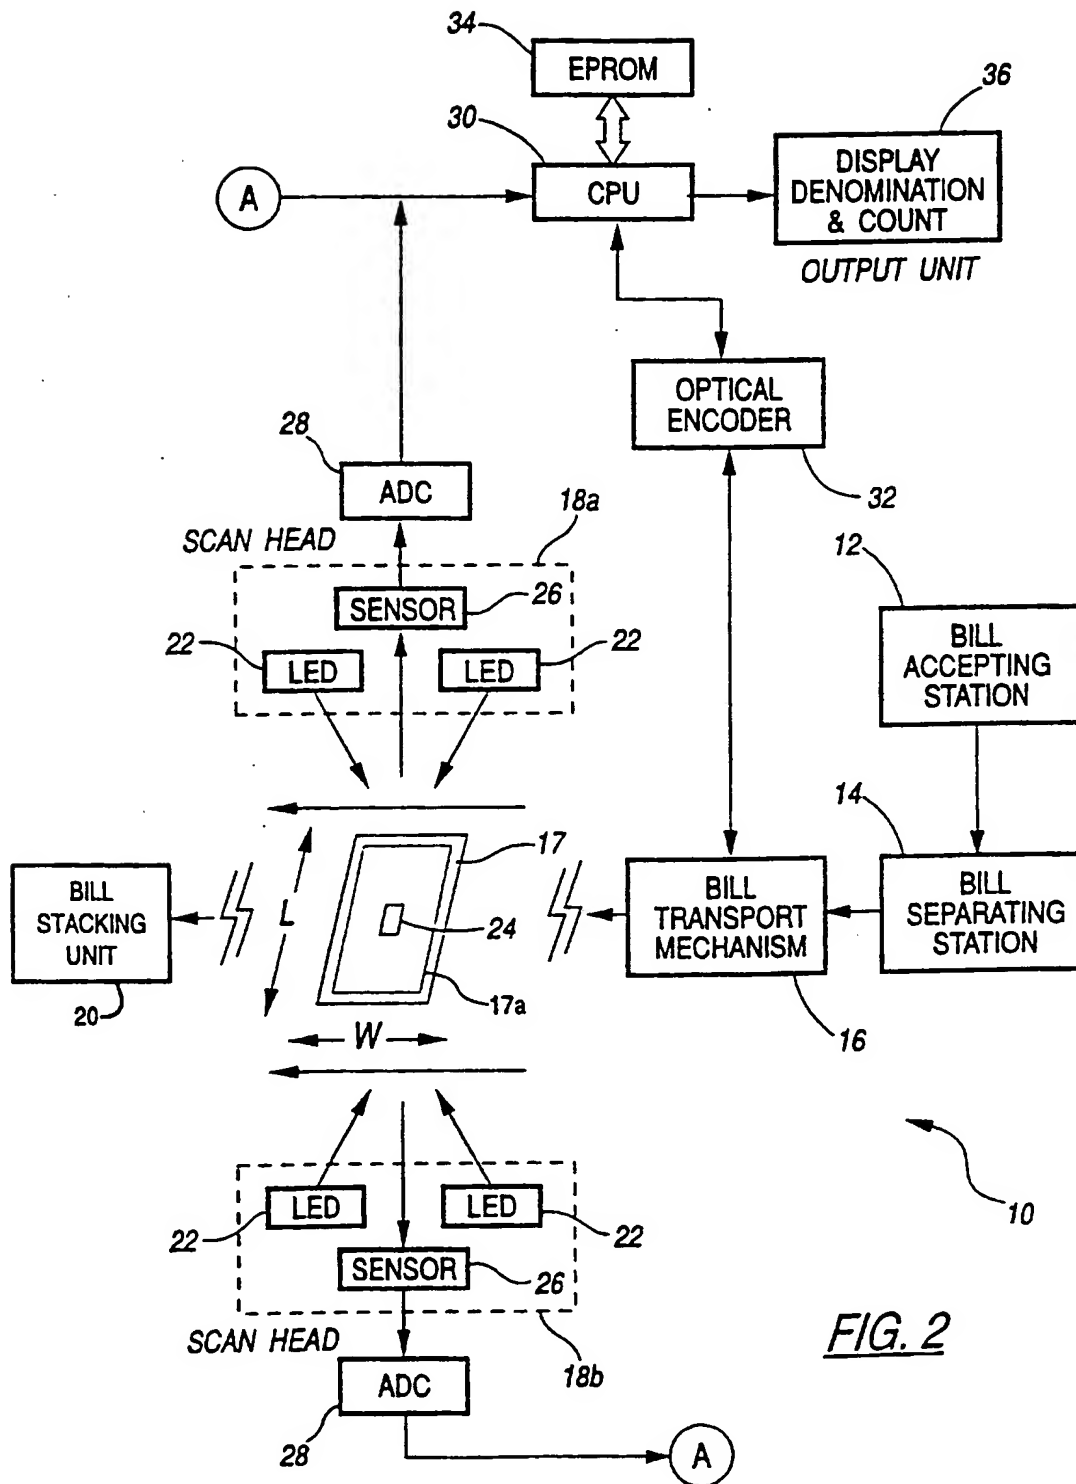 34
EPROM
36
30
CPU
DISPLAY
DENOMINATION
& COUNT
A
OUTPUT UNIT
OPTICAL
ENCODER
32
28
ADC
SCAN HEAD
18a
SENSOR
26
22
LED
LED
22
12
BILL
ACCEPTING
STATION
14
BILL
SEPARATING
STATION
BILL
TRANSPORT
MECHANISM
16
17
L
24
17a
W
BILL
STACKING
UNIT
20
10
LED
LED
22
22
SENSOR
26
SCAN HEAD
18b
ADC
28
A
FIG. 2